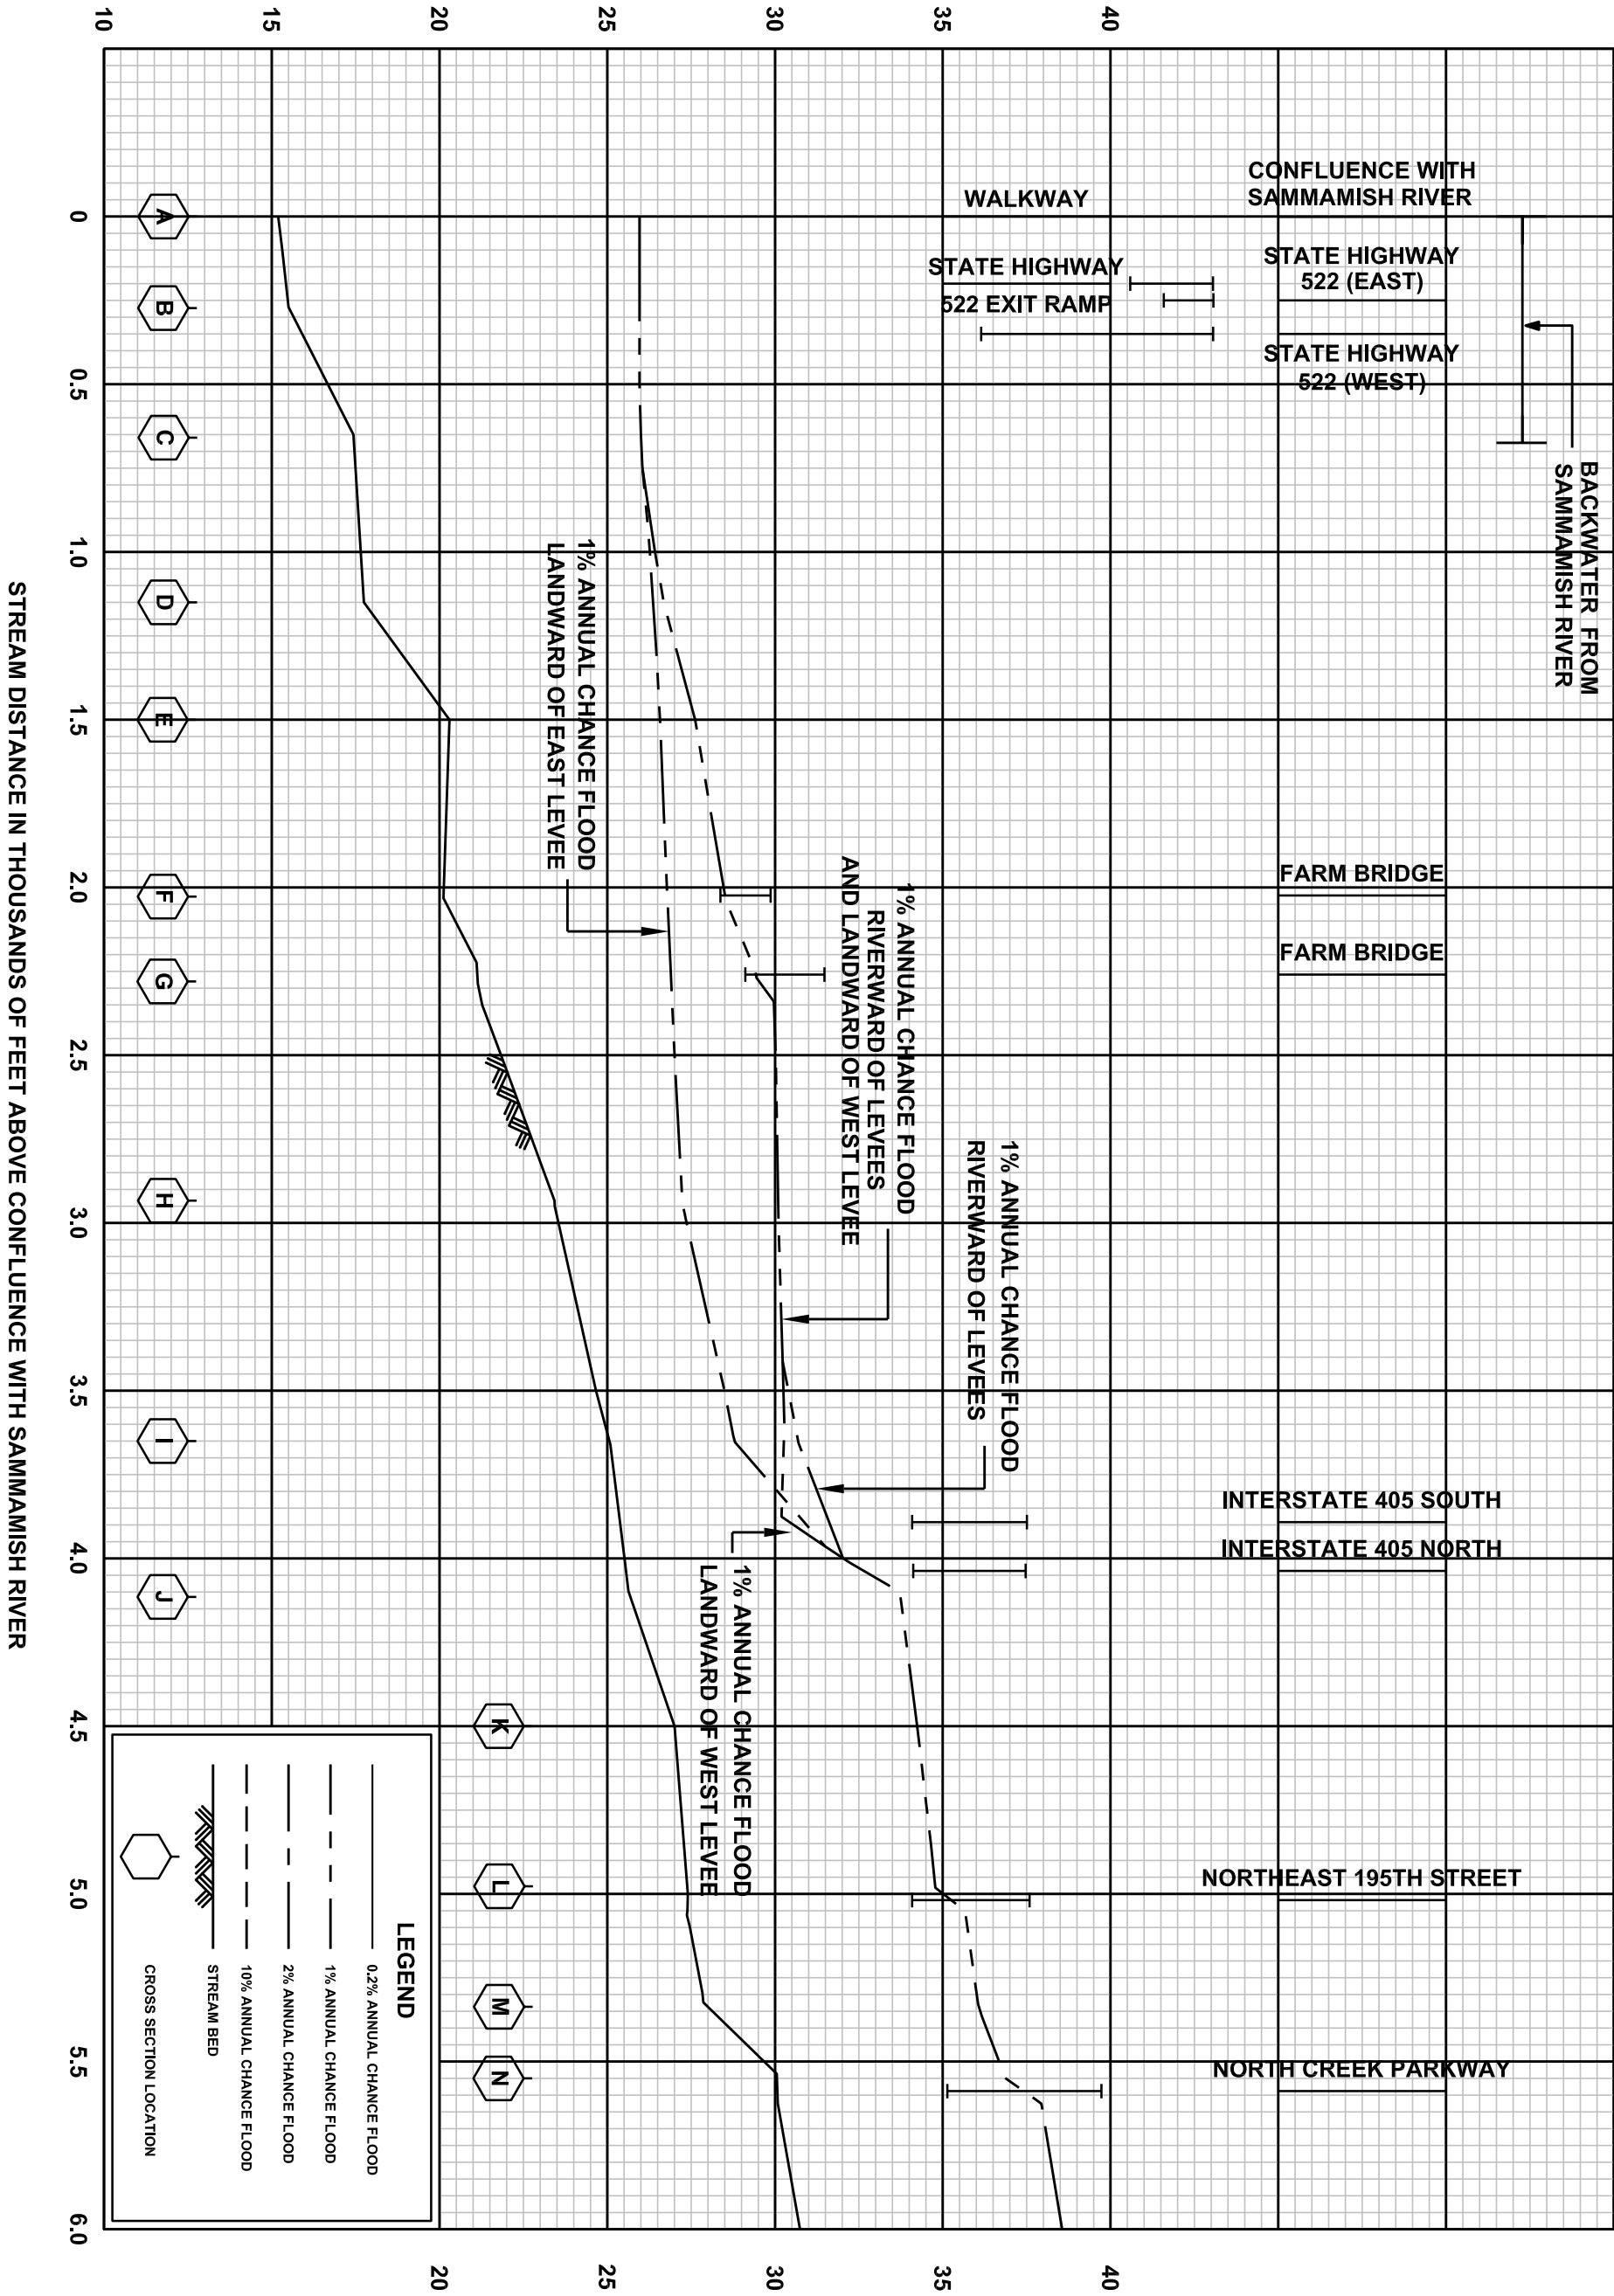 BACKWATER FROM
SAMMAMISH RIVER
CONFLUENCE WITH
SAMMAMISH RIVER
STATE HIGHWAY
522 (EAST)
STATE HIGHWAY
522 (WEST)
FARM BRIDGE
FARM BRIDGE
INTERSTATE 405 SOUTH
INTERSTATE 405 NORTH
NORTHEAST 195TH STREET
NORTH CREEK PARKWAY
WALKWAY
STATE HIGHWAY
522 EXIT RAMP
1% ANNUAL CHANCE FLOOD
RIVERWARD OF LEVEES
1% ANNUAL CHANCE FLOOD
RIVERWARD OF LEVEES
AND LANDWARD OF WEST LEVEE
1% ANNUAL CHANCE FLOOD
LANDWARD OF WEST LEVEE
1% ANNUAL CHANCE FLOOD
LANDWARD OF EAST LEVEE
40
35
30
25
20
15
10
40
35
30
25
20
A
B
C
D
E
F
G
H
I
J
K
L
M
N
LEGEND
0.2% ANNUAL CHANCE FLOOD
1% ANNUAL CHANCE FLOOD
2% ANNUAL CHANCE FLOOD
10% ANNUAL CHANCE FLOOD
STREAM BED
CROSS SECTION LOCATION
0
0.5
1.0
1.5
2.0
2.5
3.0
3.5
4.0
4.5
5.0
5.5
6.0
STREAM DISTANCE IN THOUSANDS OF FEET ABOVE CONFLUENCE WITH SAMMAMISH RIVER